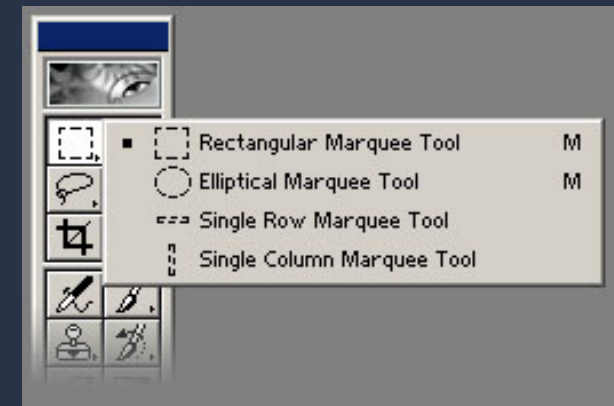 Rectangular Marquee Tool M
Elliptical Marquee Tool M
Single Row Marquee Tool
Single Column Marquee Tool